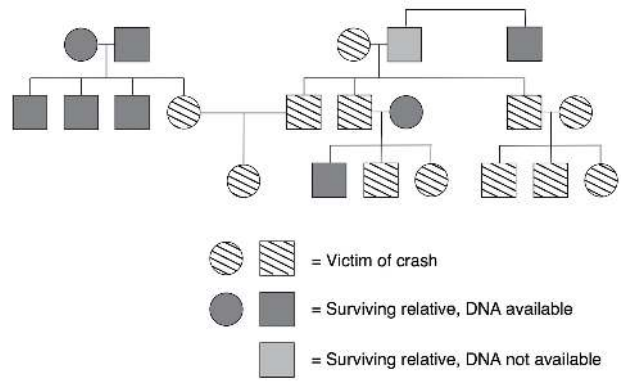 = Victim of crash
= Surviving relative, DNA available
= Surviving relative, DNA not available